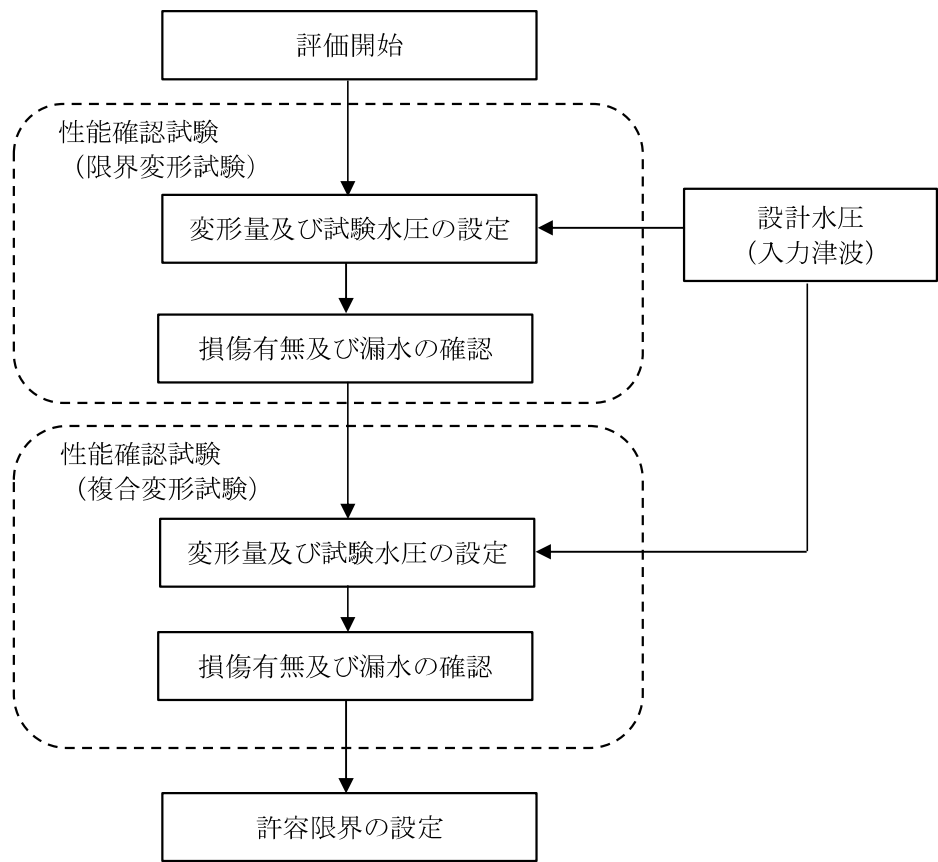 評価開始
性能確認試験
（限界変形試験）
変形量及び試験水圧の設定
設計水圧
（入力津波）
損傷有無及び漏水の確認
性能確認試験
（複合変形試験）
変形量及び試験水圧の設定
損傷有無及び漏水の確認
許容限界の設定